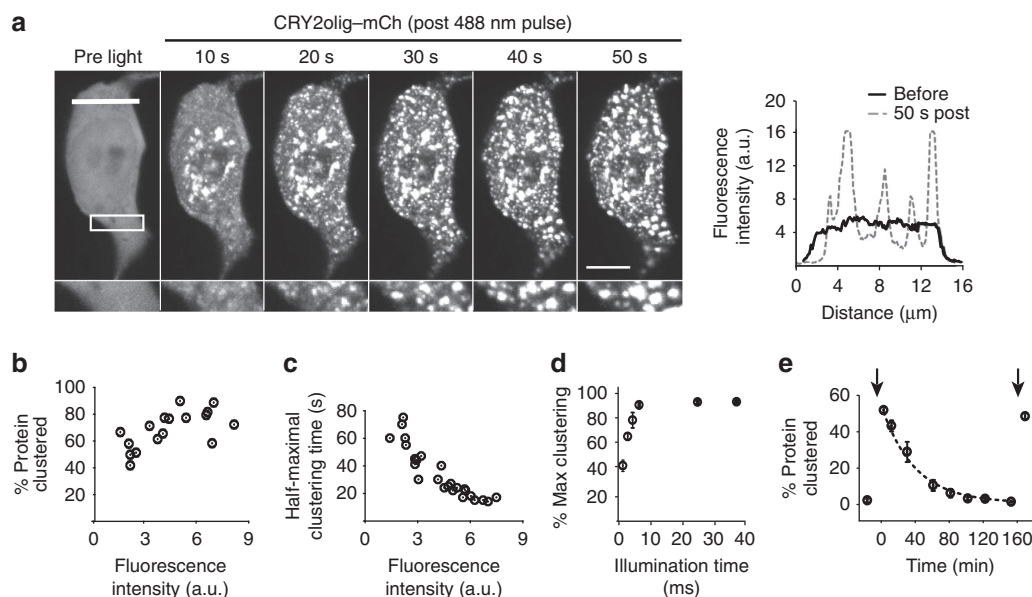 a
CRY2olig–mCh (post 488 nm pulse)
Pre light
10 s
20 s
30 s
40 s
50 s
Before
50 s post
Fluorescence
intensity (a.u.)
20
16
12
8
4
0
4
8
12
16
Distance (μm)
b
% Protein
clustered
100
80
60
40
20
0
3
6
9
Fluorescence
intensity (a.u.)
c
Half-maximal
clustering time (s)
80
60
40
20
0
3
6
9
Fluorescence
intensity (a.u.)
d
% Max clustering
100
80
60
40
20
0
10
20
30
40
Illumination time
(ms)
e
% Protein
clustered
60
40
20
0
0
40
80
120
160
Time (min)